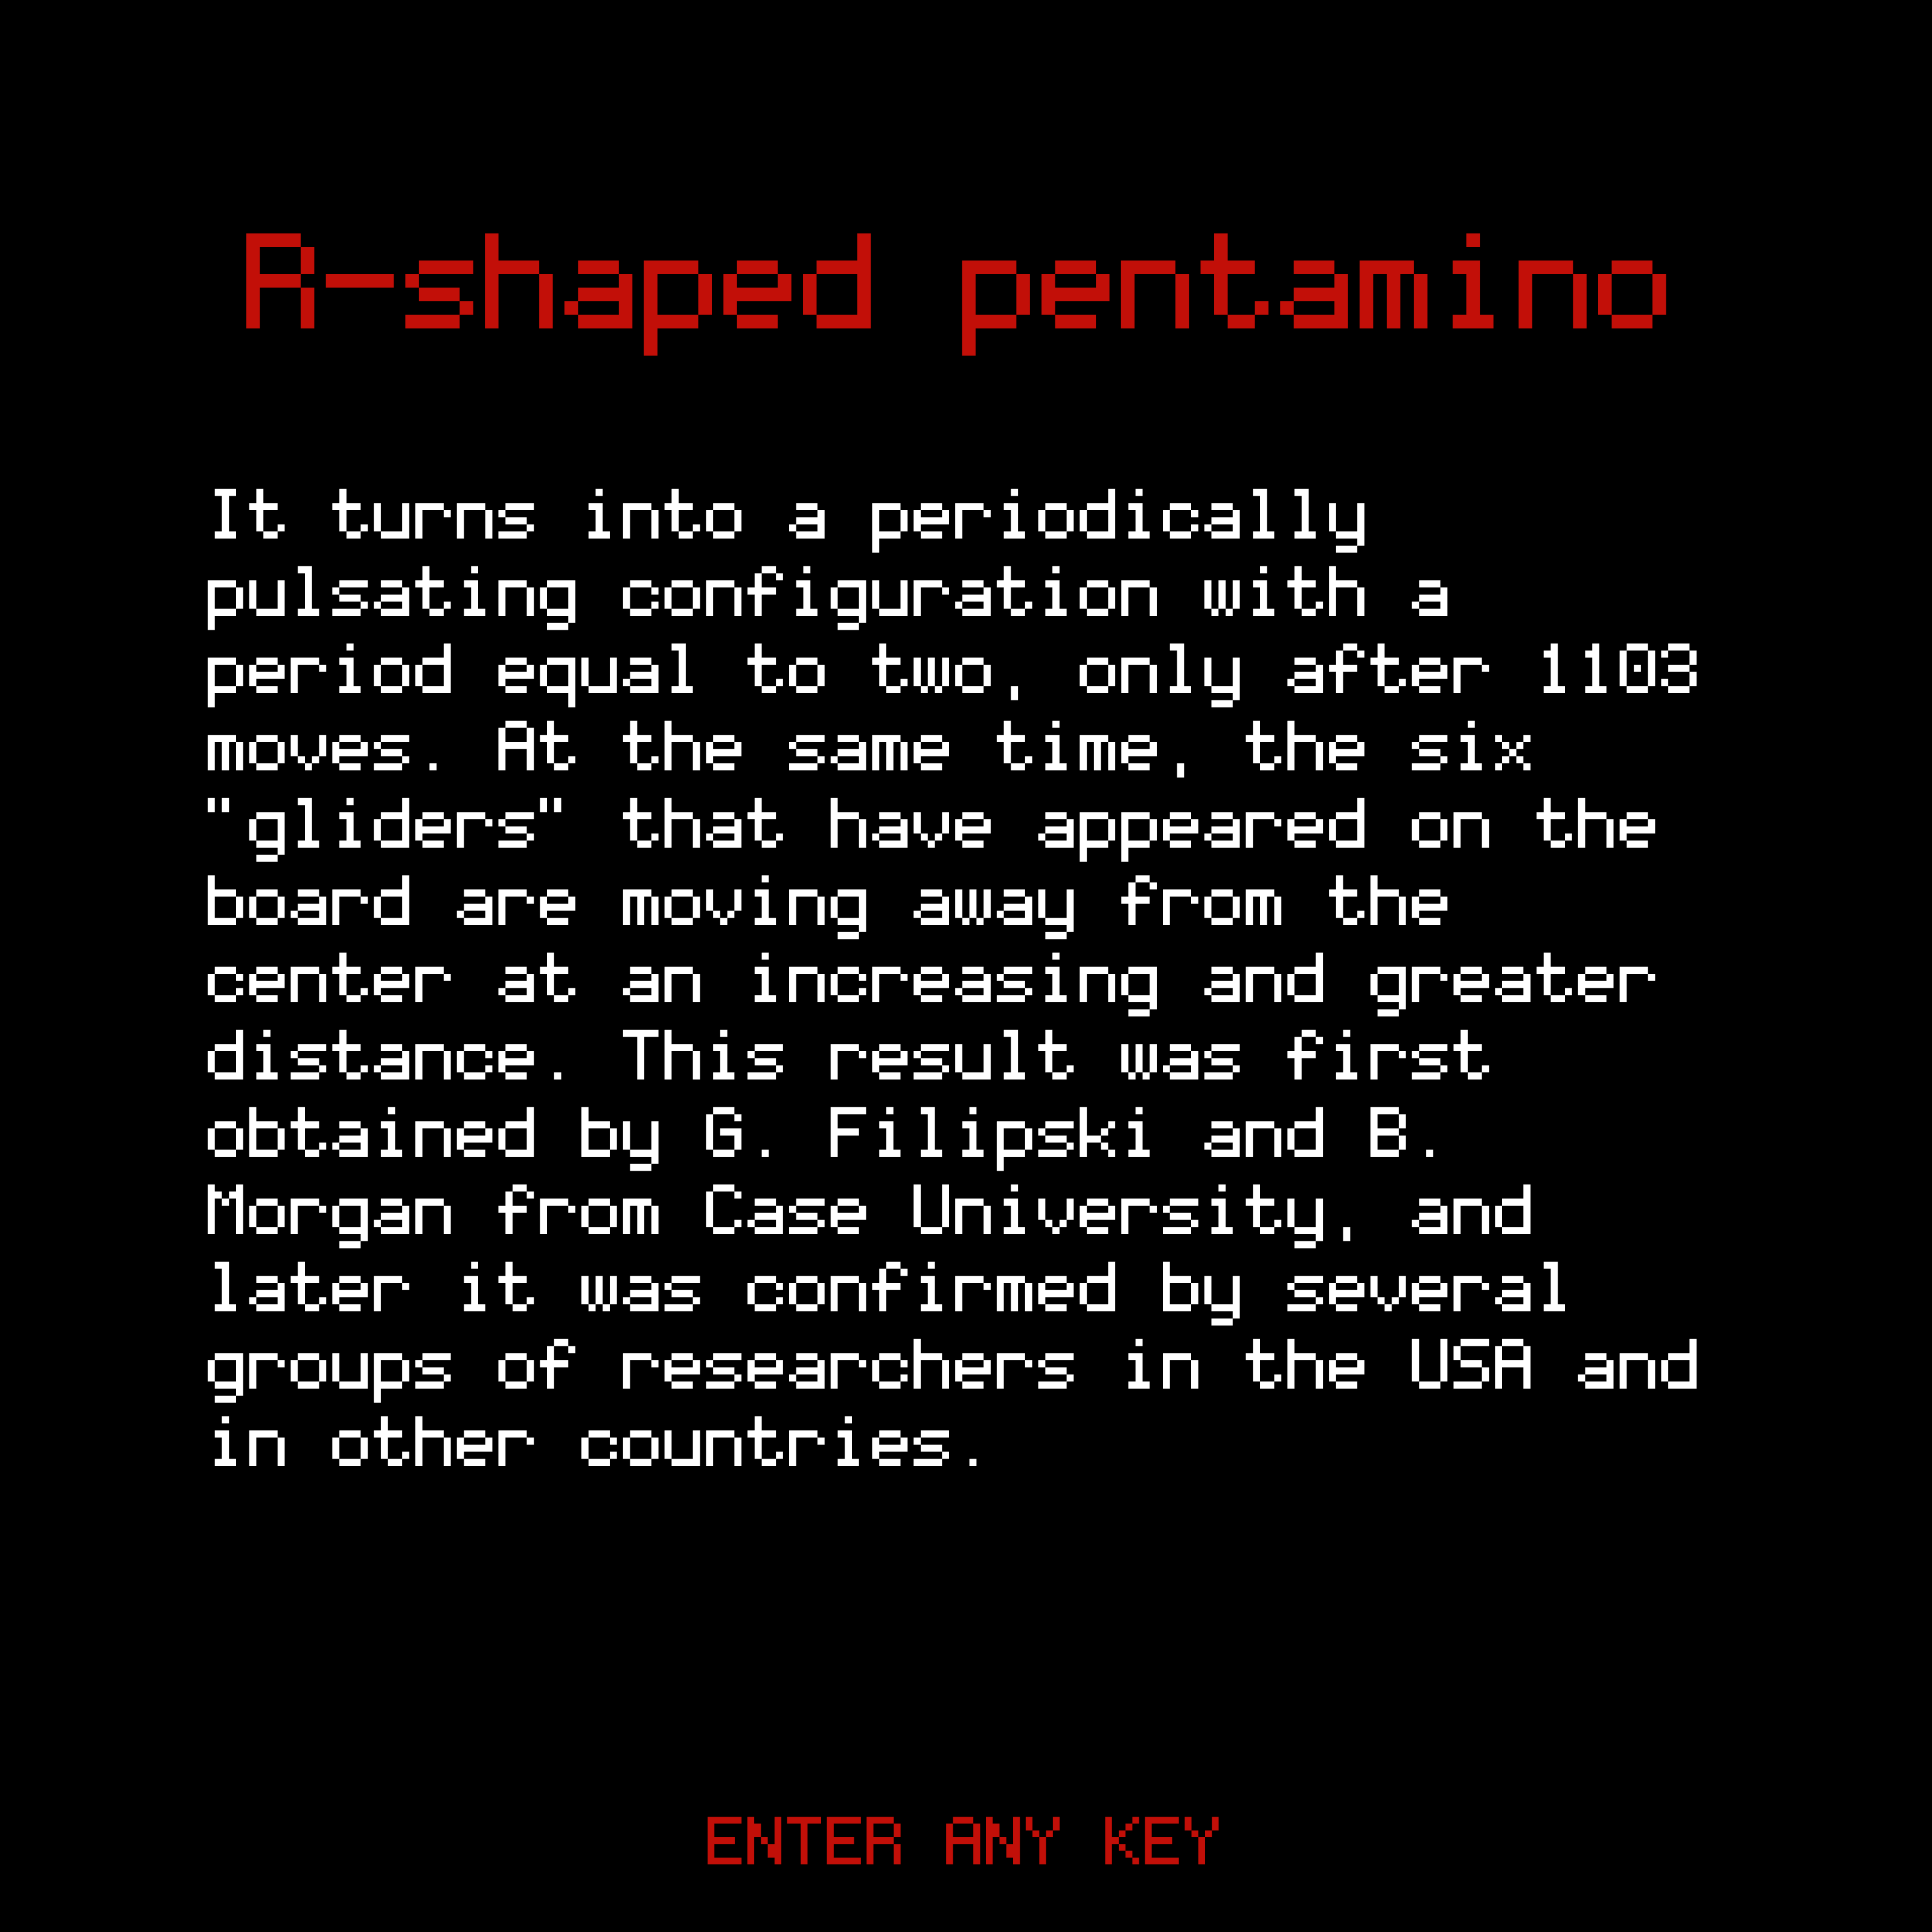 R-shaped pentamino
It turns into a periodically
pulsating configuration with a
period equal to two, only after 1103
moves. At the same time, the six
"gliders" that have appeared on the
board are moving away from the
center at an increasing and greater
distance. This result was first
obtained by G. Filipski and B.
Morgan from Case University, and
later it was confirmed by several
groups of researchers in the USA and
in other countries.
ENTER ANY KEY